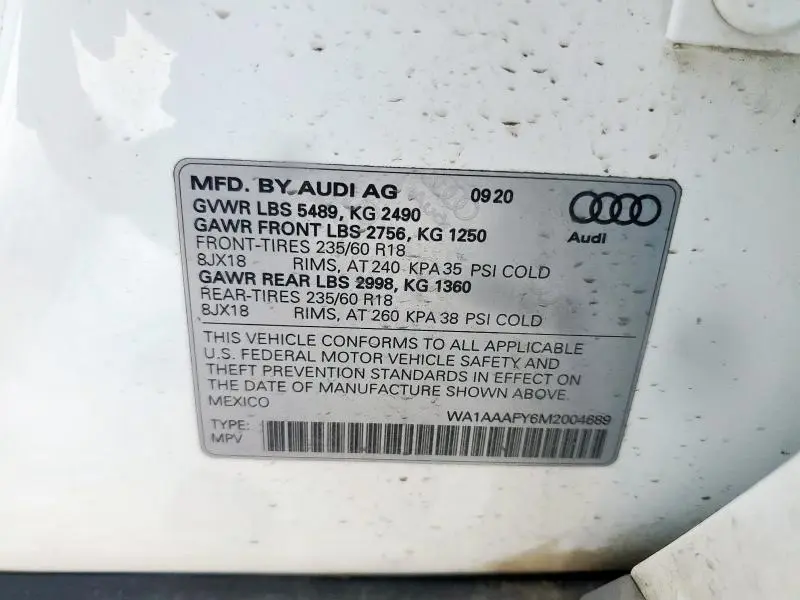 MFD. BY AUDI AG 0920
GVWR LBS 5489, KG 2490
GAWR FRONT LBS 2756, KG 1250
FRONT-TIRES 235/60 R18
8JX18 RIMS, AT 240 KPA 35 PSI COLD
GAWR REAR LBS 2998, KG 1360
REAR-TIRES 235/60 R18
8JX18 RIMS, AT 260 KPA 38 PSI COLD
Audi
THIS VEHICLE CONFORMS TO ALL APPLICABLE
U.S. FEDERAL MOTOR VEHICLE SAFETY AND
THEFT PREVENTION STANDARDS IN EFFECT ON
THE DATE OF MANUFACTURE SHOWN ABOVE.
MEXICO
WA1AAAFY6M2004689
TYPE:
MPV